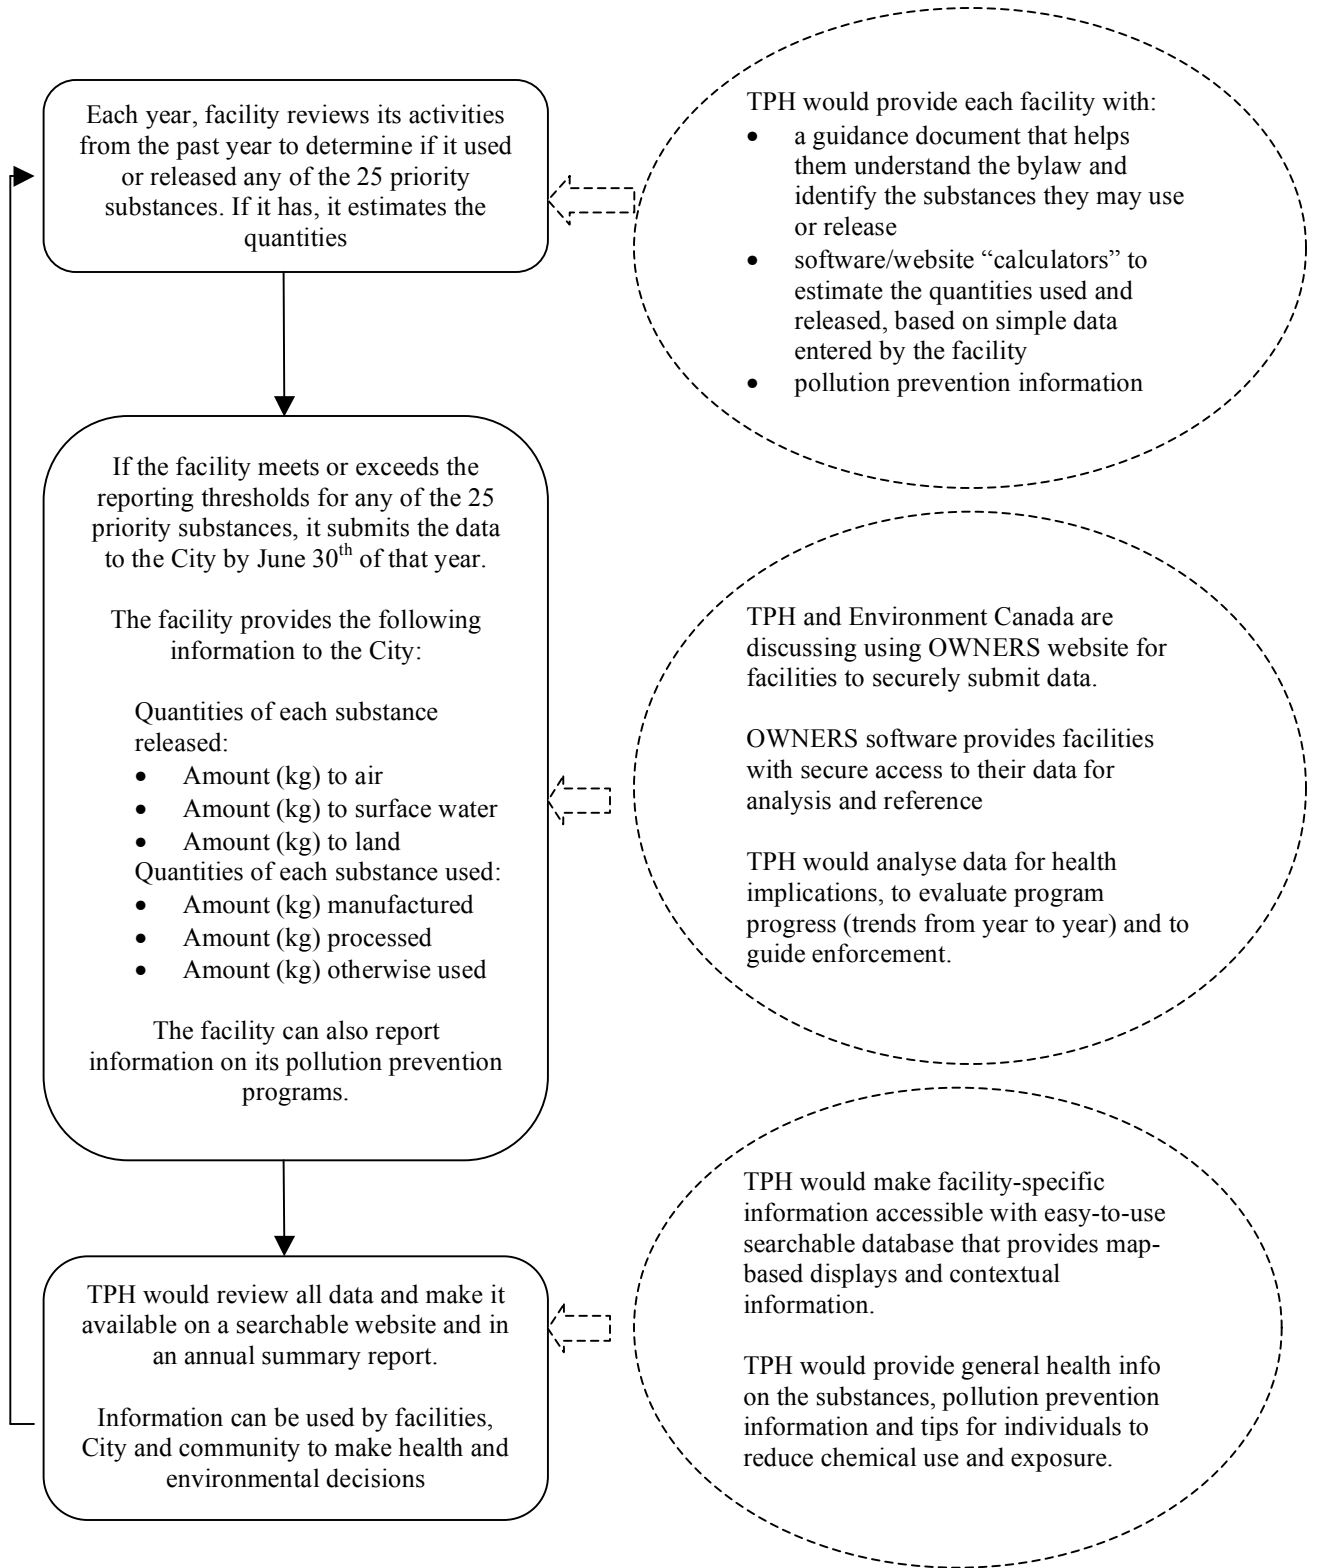 Each year, facility reviews its activities
from the past year to determine if it used
or released any of the 25 priority
substances. If it has, it estimates the
quantities
TPH would provide each facility with:
• a guidance document that helps
them understand the bylaw and
identify the substances they may use
or release
• software/website “calculators” to
estimate the quantities used and
released, based on simple data
entered by the facility
• pollution prevention information
If the facility meets or exceeds the
reporting thresholds for any of the 25
priority substances, it submits the data
to the City by June 30th of that year.
The facility provides the following
information to the City:
Quantities of each substance
released:
• Amount (kg) to air
• Amount (kg) to surface water
• Amount (kg) to land
Quantities of each substance used:
• Amount (kg) manufactured
• Amount (kg) processed
• Amount (kg) otherwise used
The facility can also report
information on its pollution prevention
programs.
TPH and Environment Canada are
discussing using OWNERS website for
facilities to securely submit data.
OWNERS software provides facilities
with secure access to their data for
analysis and reference
TPH would analyse data for health
implications, to evaluate program
progress (trends from year to year) and to
guide enforcement.
TPH would review all data and make it
available on a searchable website and in
an annual summary report.
Information can be used by facilities,
City and community to make health and
environmental decisions
TPH would make facility-specific
information accessible with easy-to-use
searchable database that provides map-
based displays and contextual
information.
TPH would provide general health info
on the substances, pollution prevention
information and tips for individuals to
reduce chemical use and exposure.